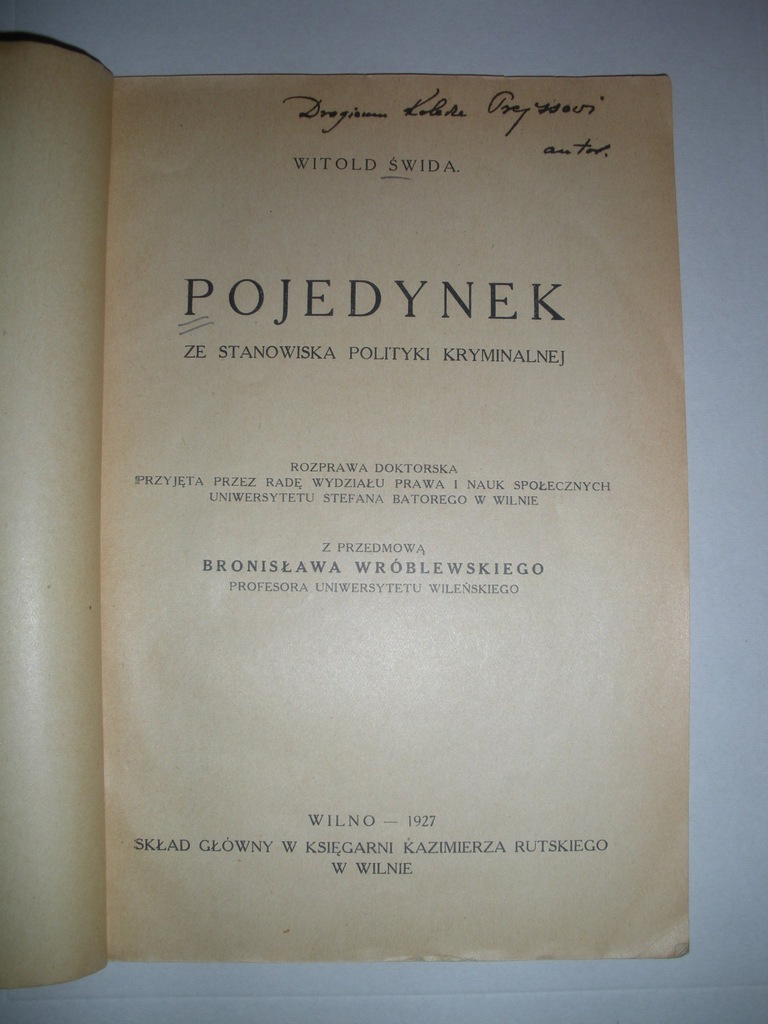 Drogiemu Koledze Prejssowi
autor.
WITOLD ŚWIDA.
POJEDYNEK
ZE STANOWISKA POLITYKI KRYMINALNEJ
ROZPRAWA DOKTORSKA
PRZYJĘTA PRZEZ RADĘ WYDZIAŁU PRAWA I NAUK SPOŁECZNYCH
UNIWERSYTETU STEFANA BATOREGO W WILNIE
Z PRZEDMOWĄ
BRONISŁAWA WRÓBLEWSKIEGO
PROFESORA UNIWERSYTETU WILEŃSKIEGO
WILNO — 1927
SKŁAD GŁÓWNY W KSIĘGARNI KAZIMIERZA RUTSKIEGO
W WILNIE